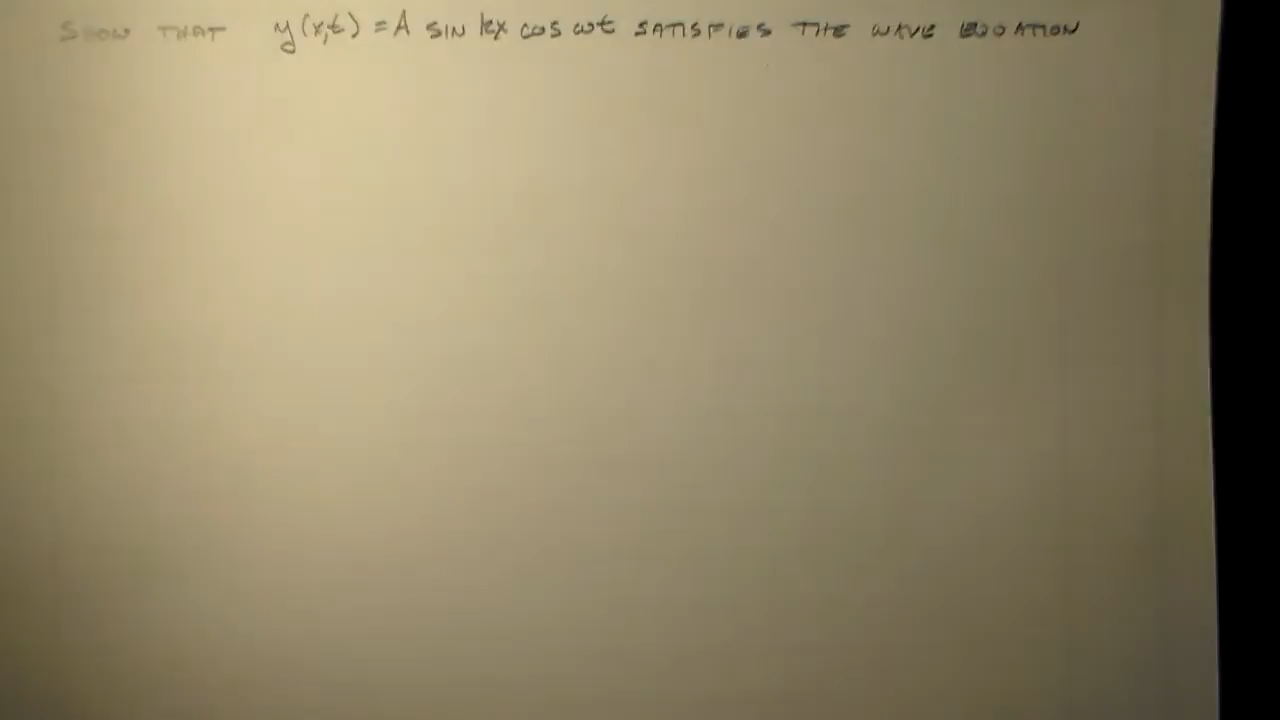 SHOW THAT y(x,t) = A SIN kx cos ωt SATISFIES THE WAVE EQUATION